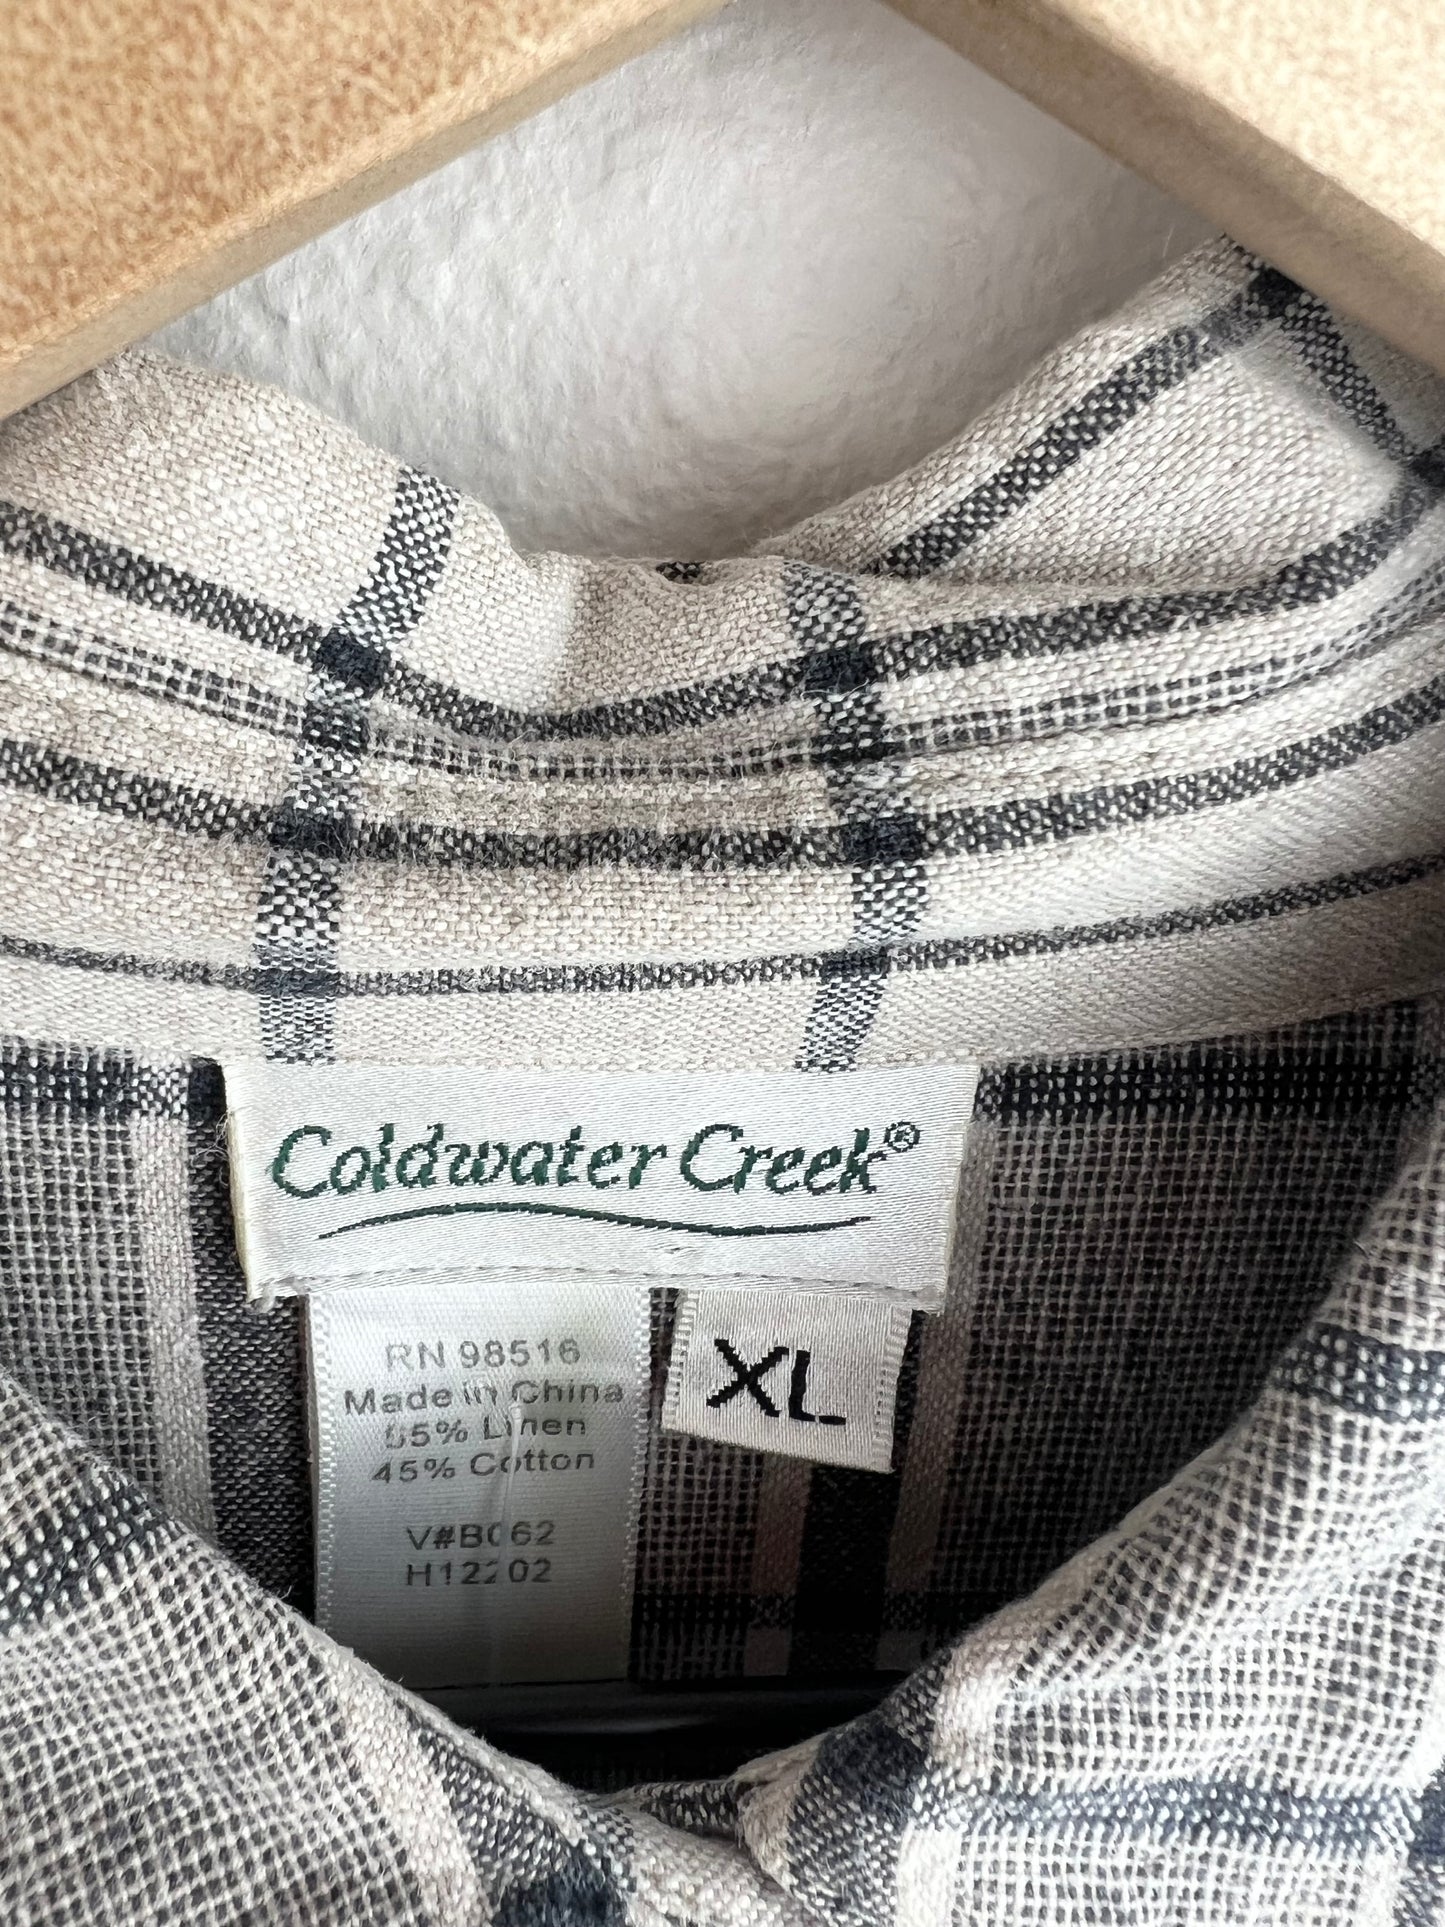 Coldwater Creek®
XL
RN 98516
Made in China
55% Linen
45% Cotton
V#B062
H12202